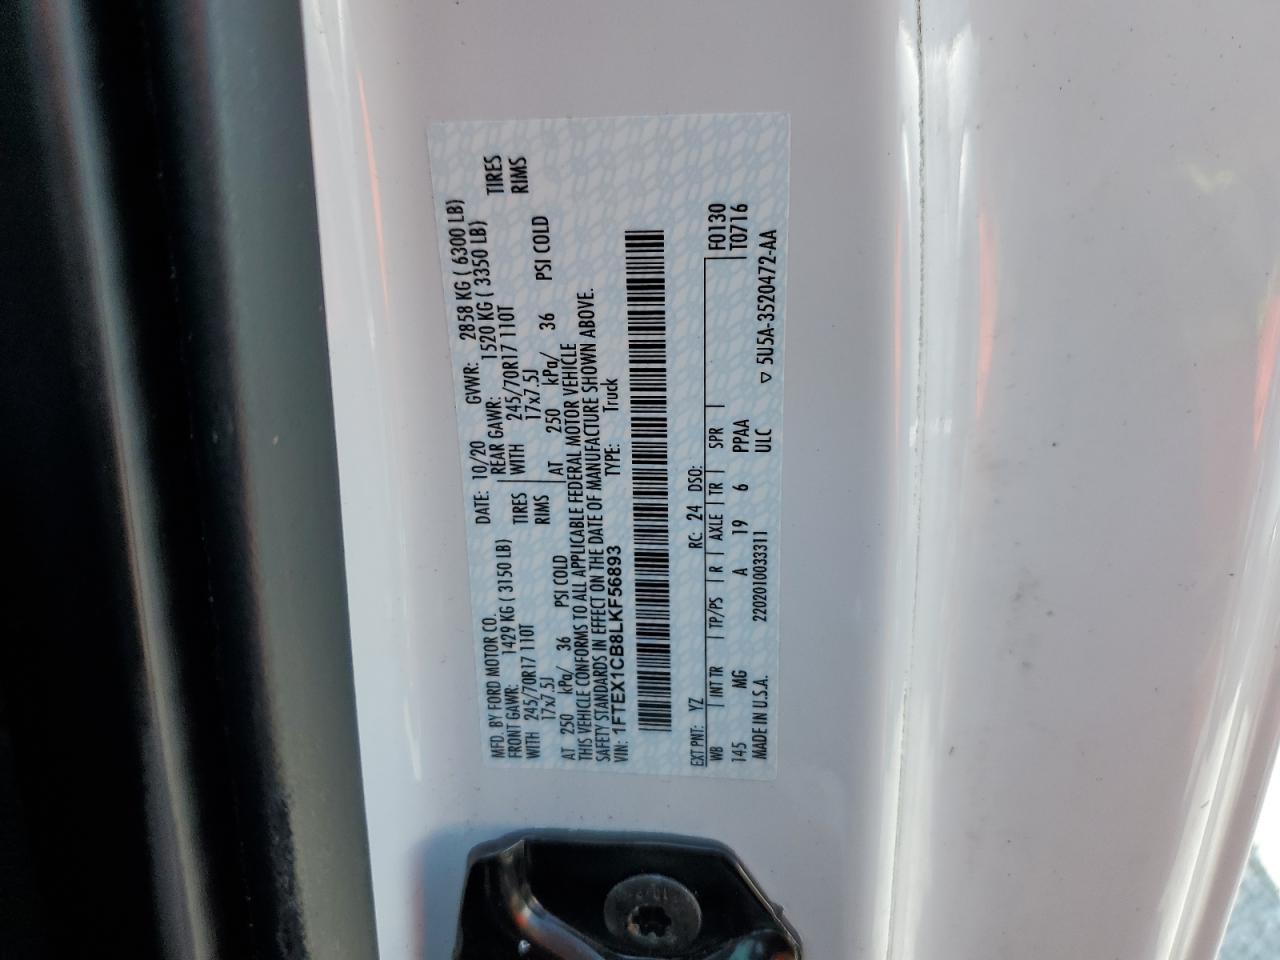 MFD. BY FORD MOTOR CO. DATE: 10/20 GVWR: 2858 KG ( 6300 LB)
FRONT GAWR: 1429 KG ( 3150 LB) REAR GAWR: 1520 KG ( 3350 LB)
WITH 245/70R17 110T TIRES WITH 245/70R17 110T TIRES
17x7.5J RIMS 17x7.5J RIMS
AT 250 kPa/ 36 PSI COLD AT 250 kPa/ 36 PSI COLD
THIS VEHICLE CONFORMS TO ALL APPLICABLE FEDERAL MOTOR VEHICLE
SAFETY STANDARDS IN EFFECT ON THE DATE OF MANUFACTURE SHOWN ABOVE.
VIN: 1FTEX1CB8LKF56893 TYPE: Truck
EXT PNT: YZ RC: 24 DSO:
WB INT TR TP/PS R AXLE TR SPR F0130
145 MG A 19 6 PPAA T0716
MADE IN U.S.A. 2202010033311 ULC ▽ 5U5A-3520472-AA